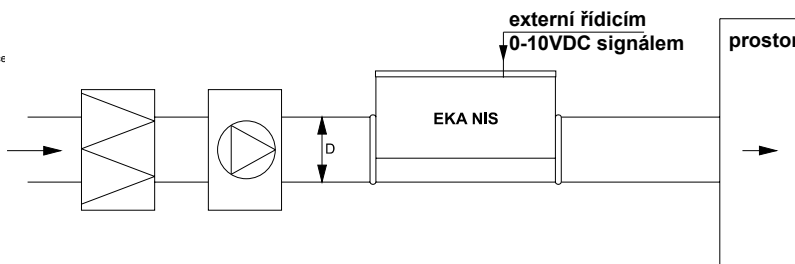 externí řídicím
0-10VDC signálem
prostor
EKA NIS
D